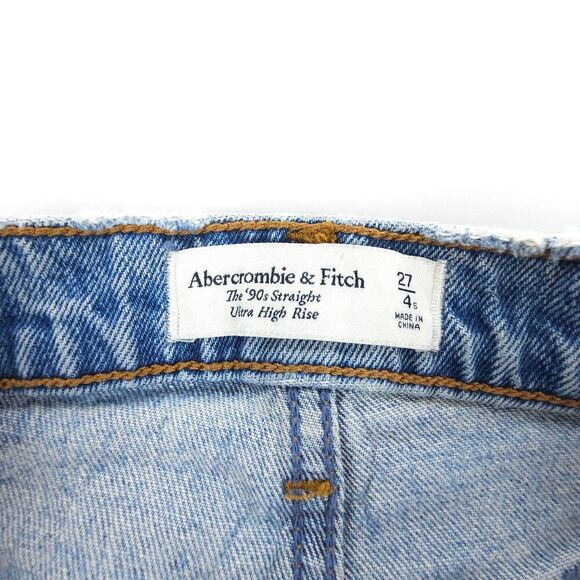 Abercrombie & Fitch
The '90s Straight
Ultra High Rise
27
4s
MADE IN
CHINA